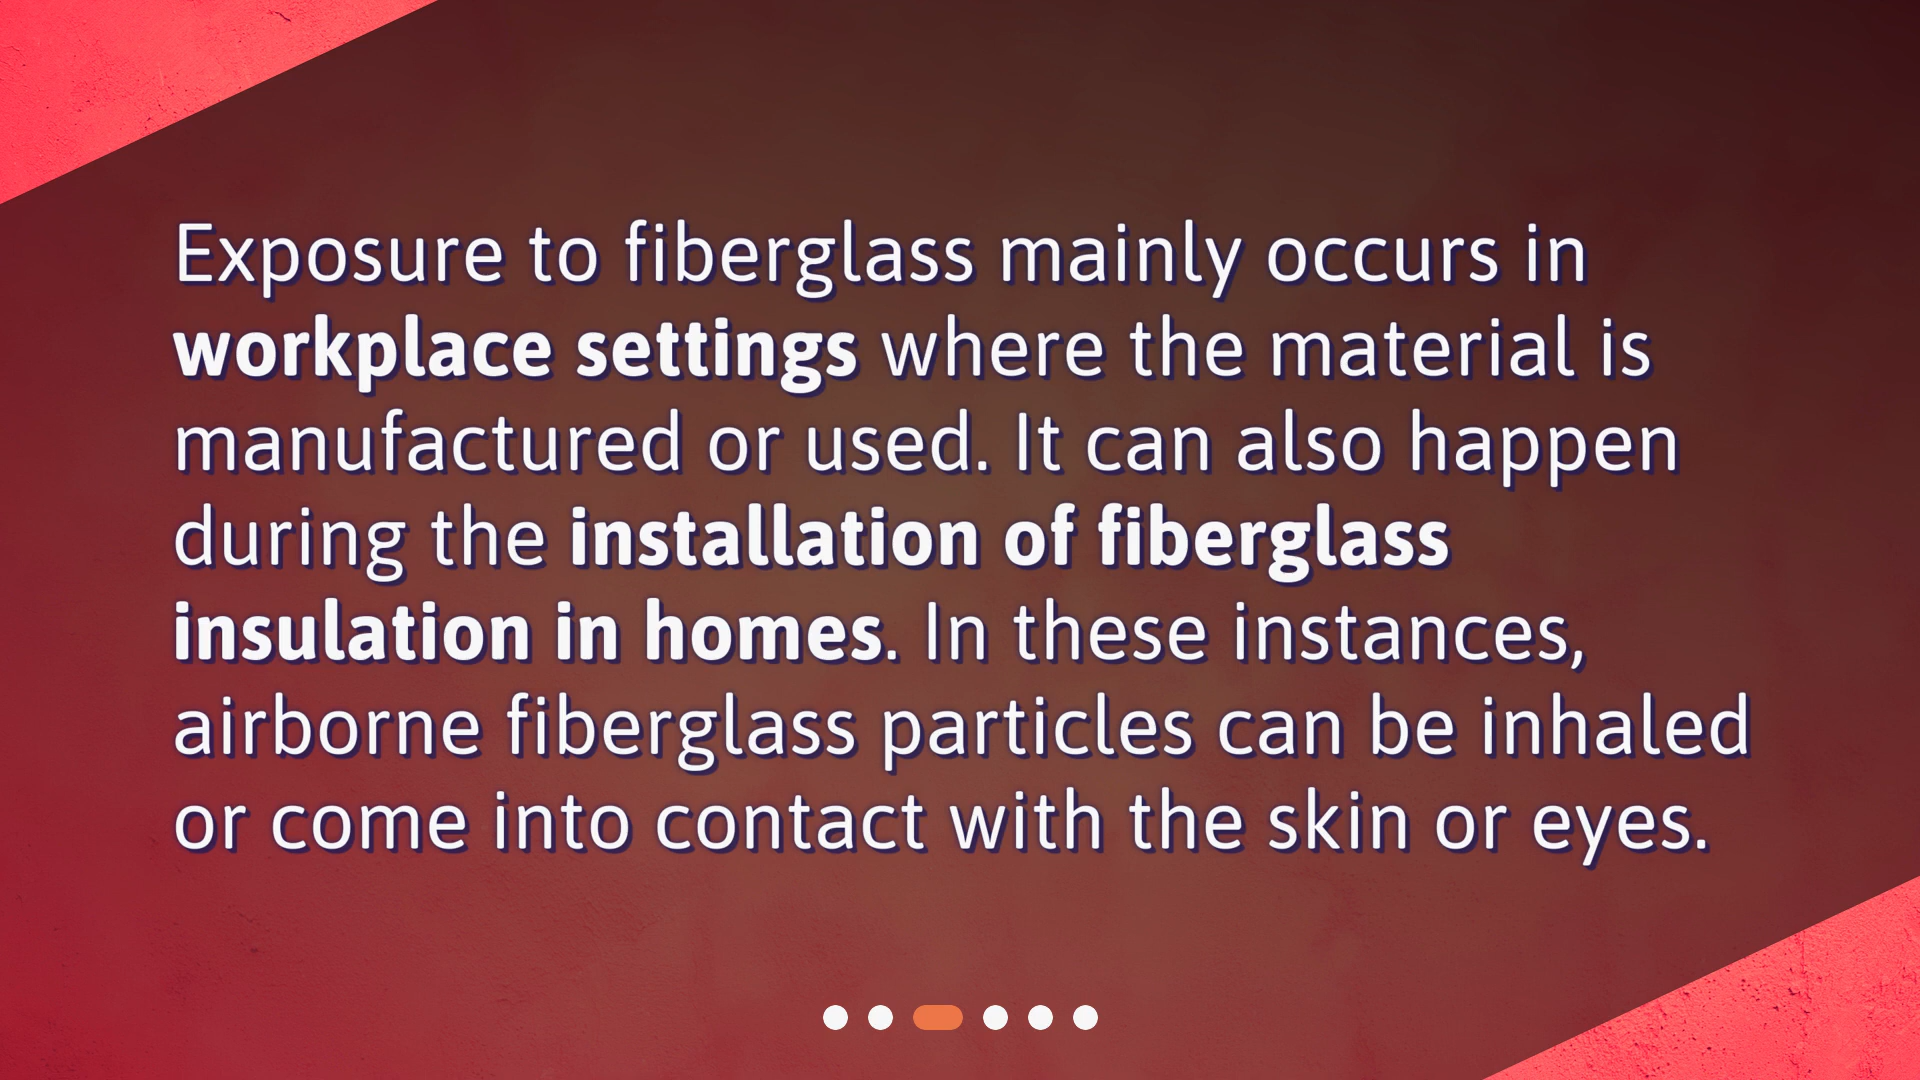 Exposure to fiberglass mainly occurs in
workplace settings where the material is
manufactured or used. It can also happen
during the installation of fiberglass
insulation in homes. In these instances,
airborne fiberglass particles can be inhaled
or come into contact with the skin or eyes.